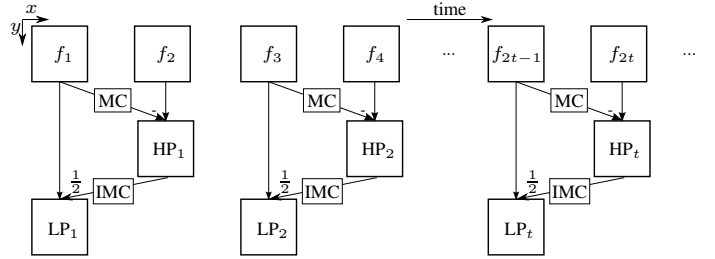 x time
y
f₁ f₂ f₃ f₄ ... f₂ₜ₋₁ f₂ₜ ...
MC - MC - MC -
HP₁ HP₂ HPₜ
½ IMC ½ IMC ½ IMC
LP₁ LP₂ LPₜ